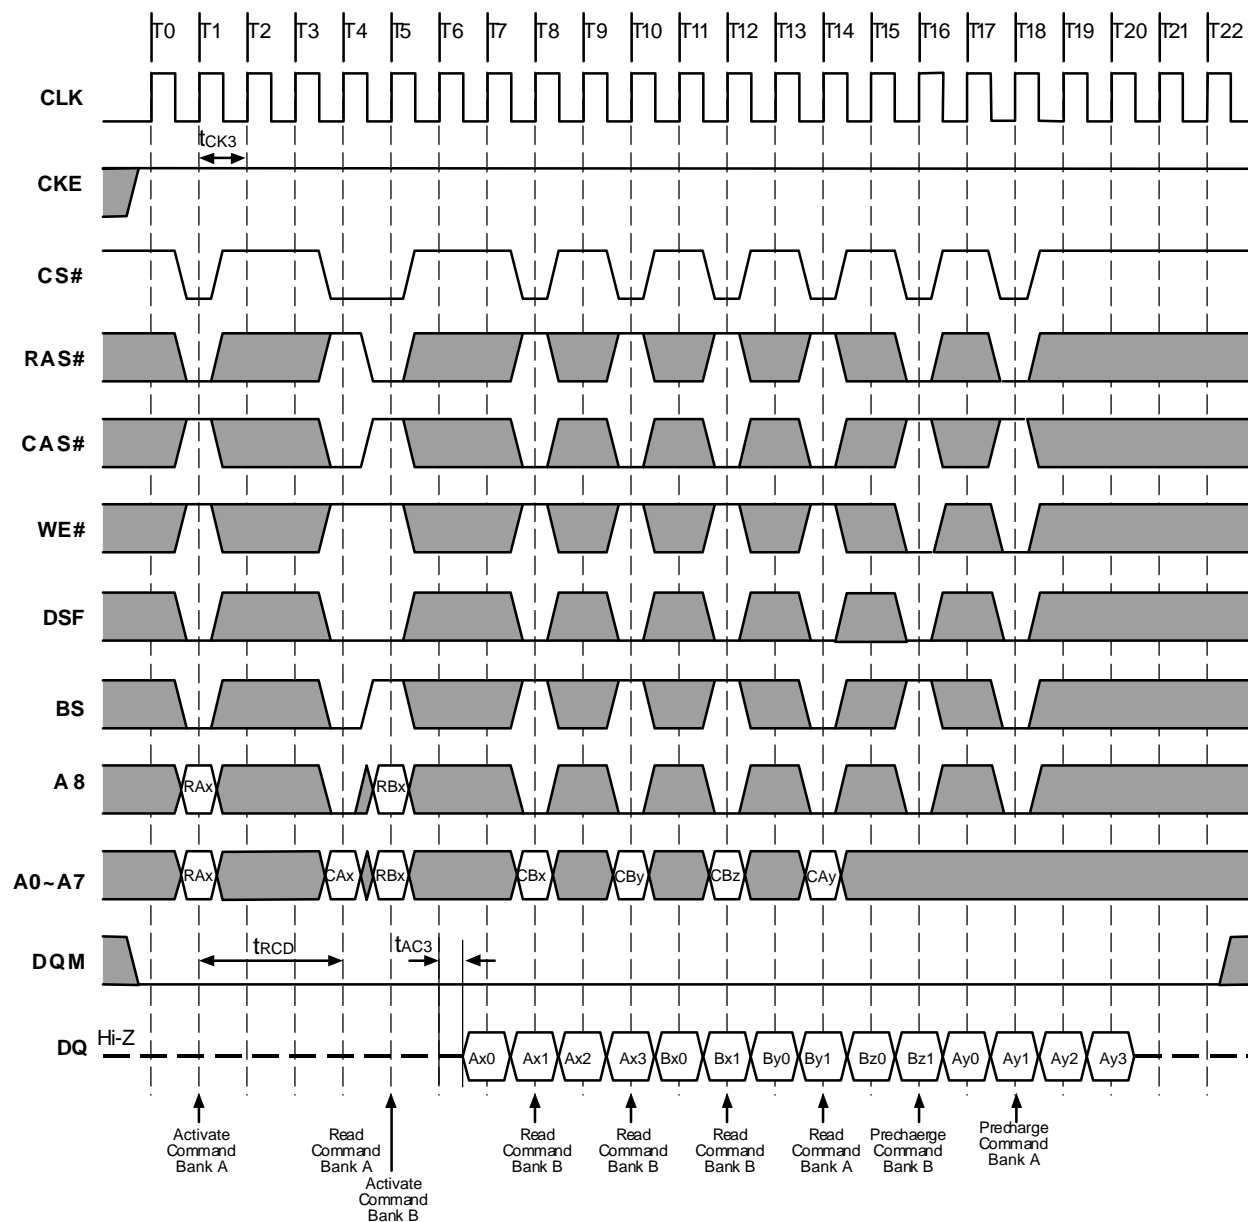 T0 T1 T2 T3 T4 T5 T6 T7 T8 T9 T10 T11 T12 T13 T14 T15 T16 T17 T18 T19 T20 T21 T22
CLK
tCK3
CKE
CS#
RAS#
CAS#
WE#
DSF
BS
A8
RAx RBx
A0~A7
RAx CAx RBx CBx CBy CBz CAy
DQM
tRCD tAC3
DQ
Hi-Z
Ax0 Ax1 Ax2 Ax3 Bx0 Bx1 By0 By1 Bz0 Bz1 Ay0 Ay1 Ay2 Ay3
Activate
Command
Bank A
Read
Command
Bank A
Activate
Command
Bank B
Read
Command
Bank B
Read
Command
Bank B
Read
Command
Bank B
Read
Command
Bank A
Prechaerge
Command
Bank B
Precharge
Command
Bank A